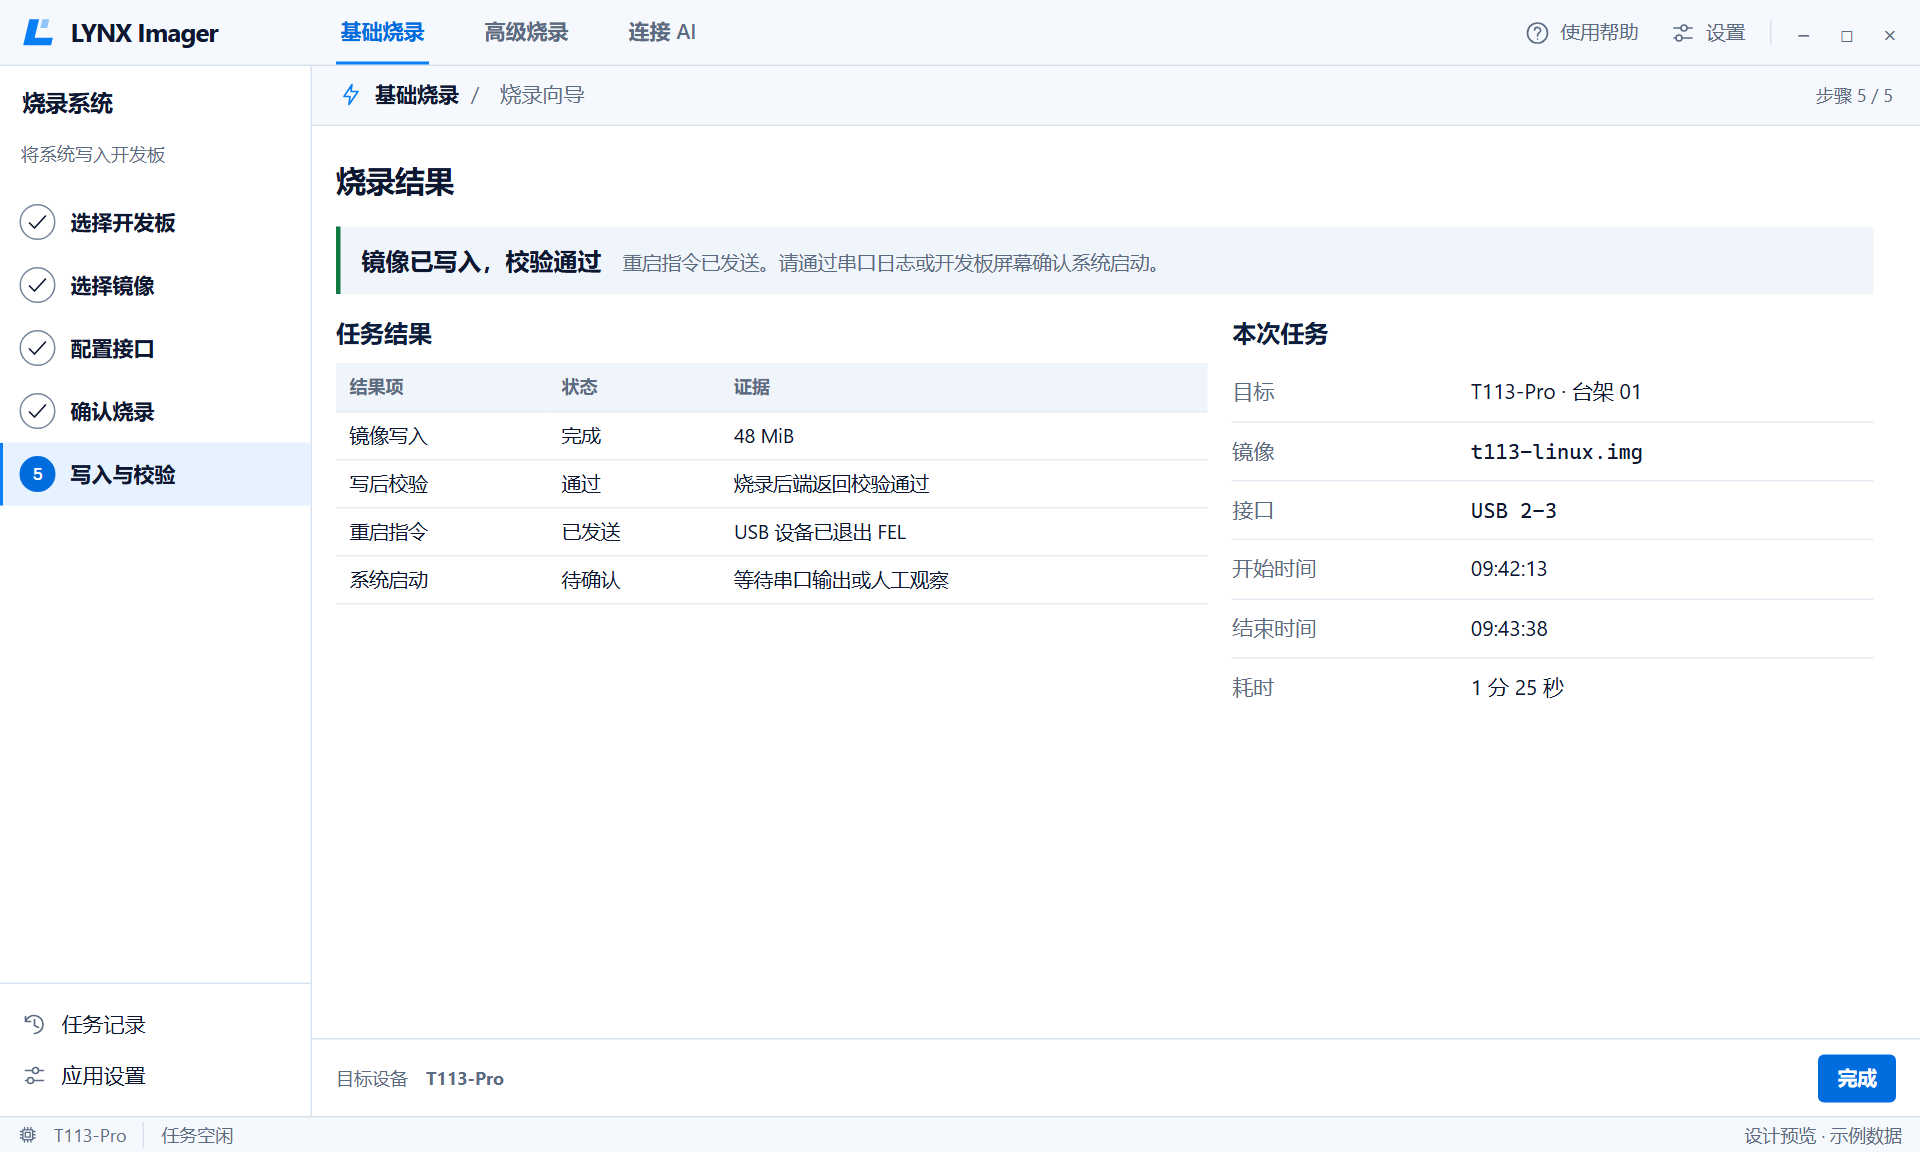 LYNX Imager
基础烧录
高级烧录
连接 AI
使用帮助
设置
烧录系统
将系统写入开发板
选择开发板
选择镜像
配置接口
确认烧录
5 写入与校验
任务记录
应用设置
基础烧录 / 烧录向导
步骤 5 / 5
烧录结果
镜像已写入，校验通过 重启指令已发送。请通过串口日志或开发板屏幕确认系统启动。
任务结果
结果项 状态 证据
镜像写入 完成 48 MiB
写后校验 通过 烧录后端返回校验通过
重启指令 已发送 USB 设备已退出 FEL
系统启动 待确认 等待串口输出或人工观察
本次任务
目标 T113-Pro · 台架 01
镜像 t113-linux.img
接口 USB 2-3
开始时间 09:42:13
结束时间 09:43:38
耗时 1 分 25 秒
目标设备 T113-Pro
完成
T113-Pro 任务空闲
设计预览 · 示例数据